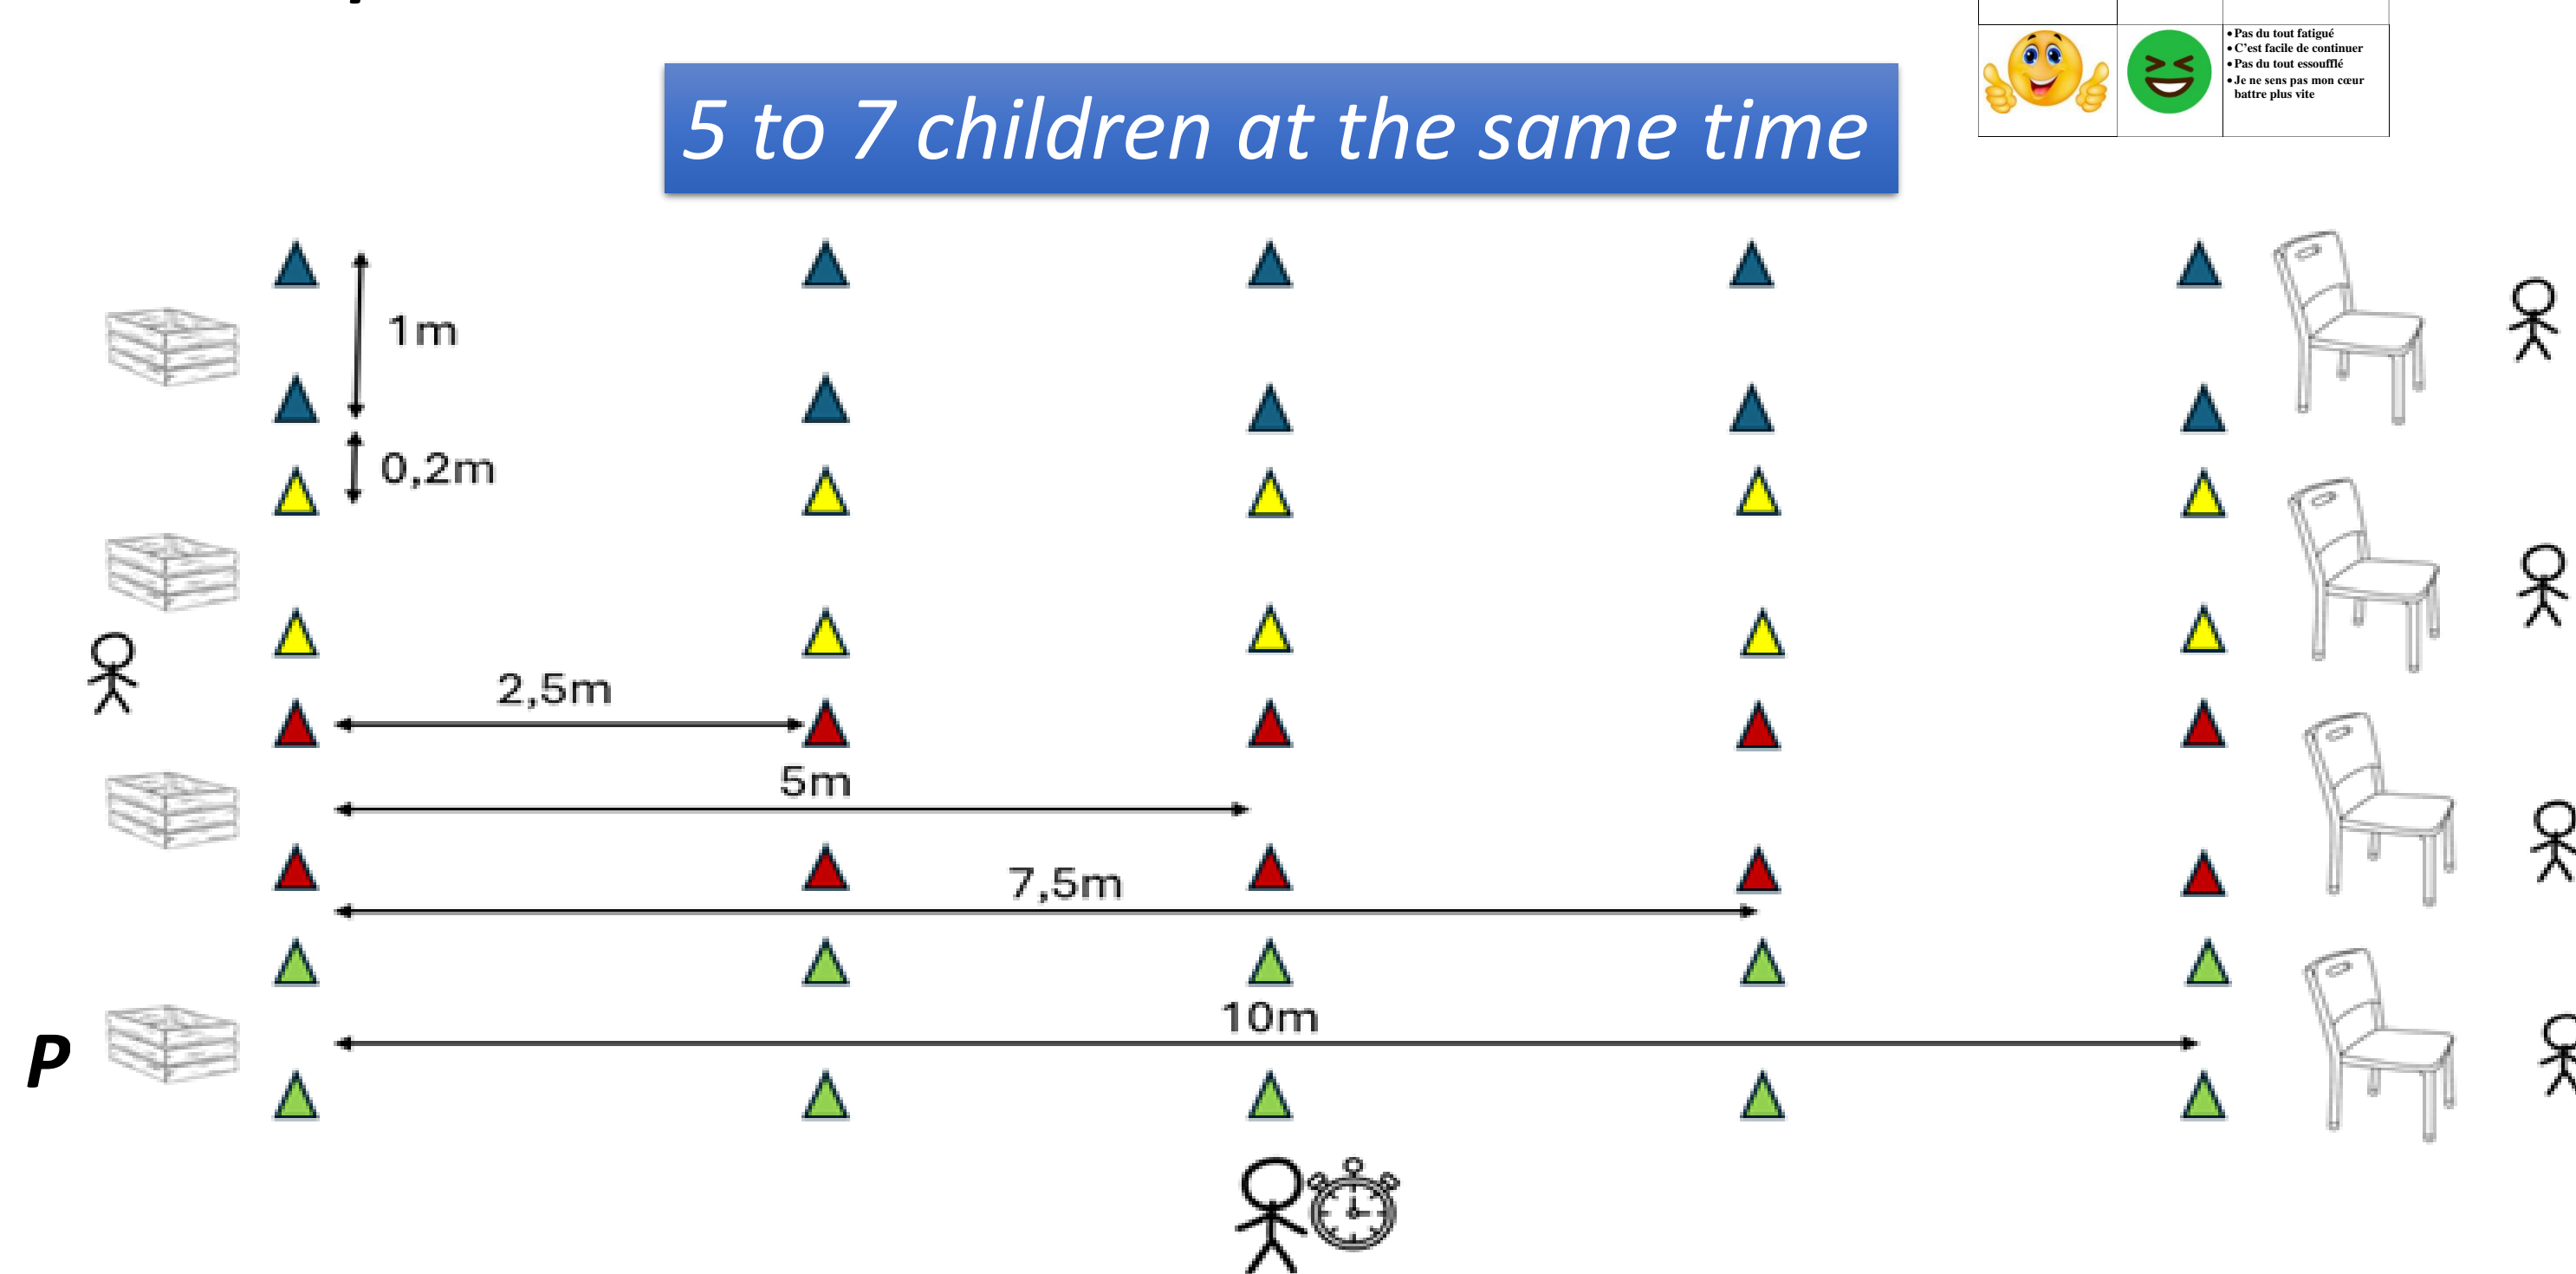 5 to 7 children at the same time
• Pas du tout fatigué
• C'est facile de continuer
• Pas du tout essoufflé
• Je ne sens pas mon cœur
battre plus vite
1m
0,2m
2,5m
5m
7,5m
10m
P